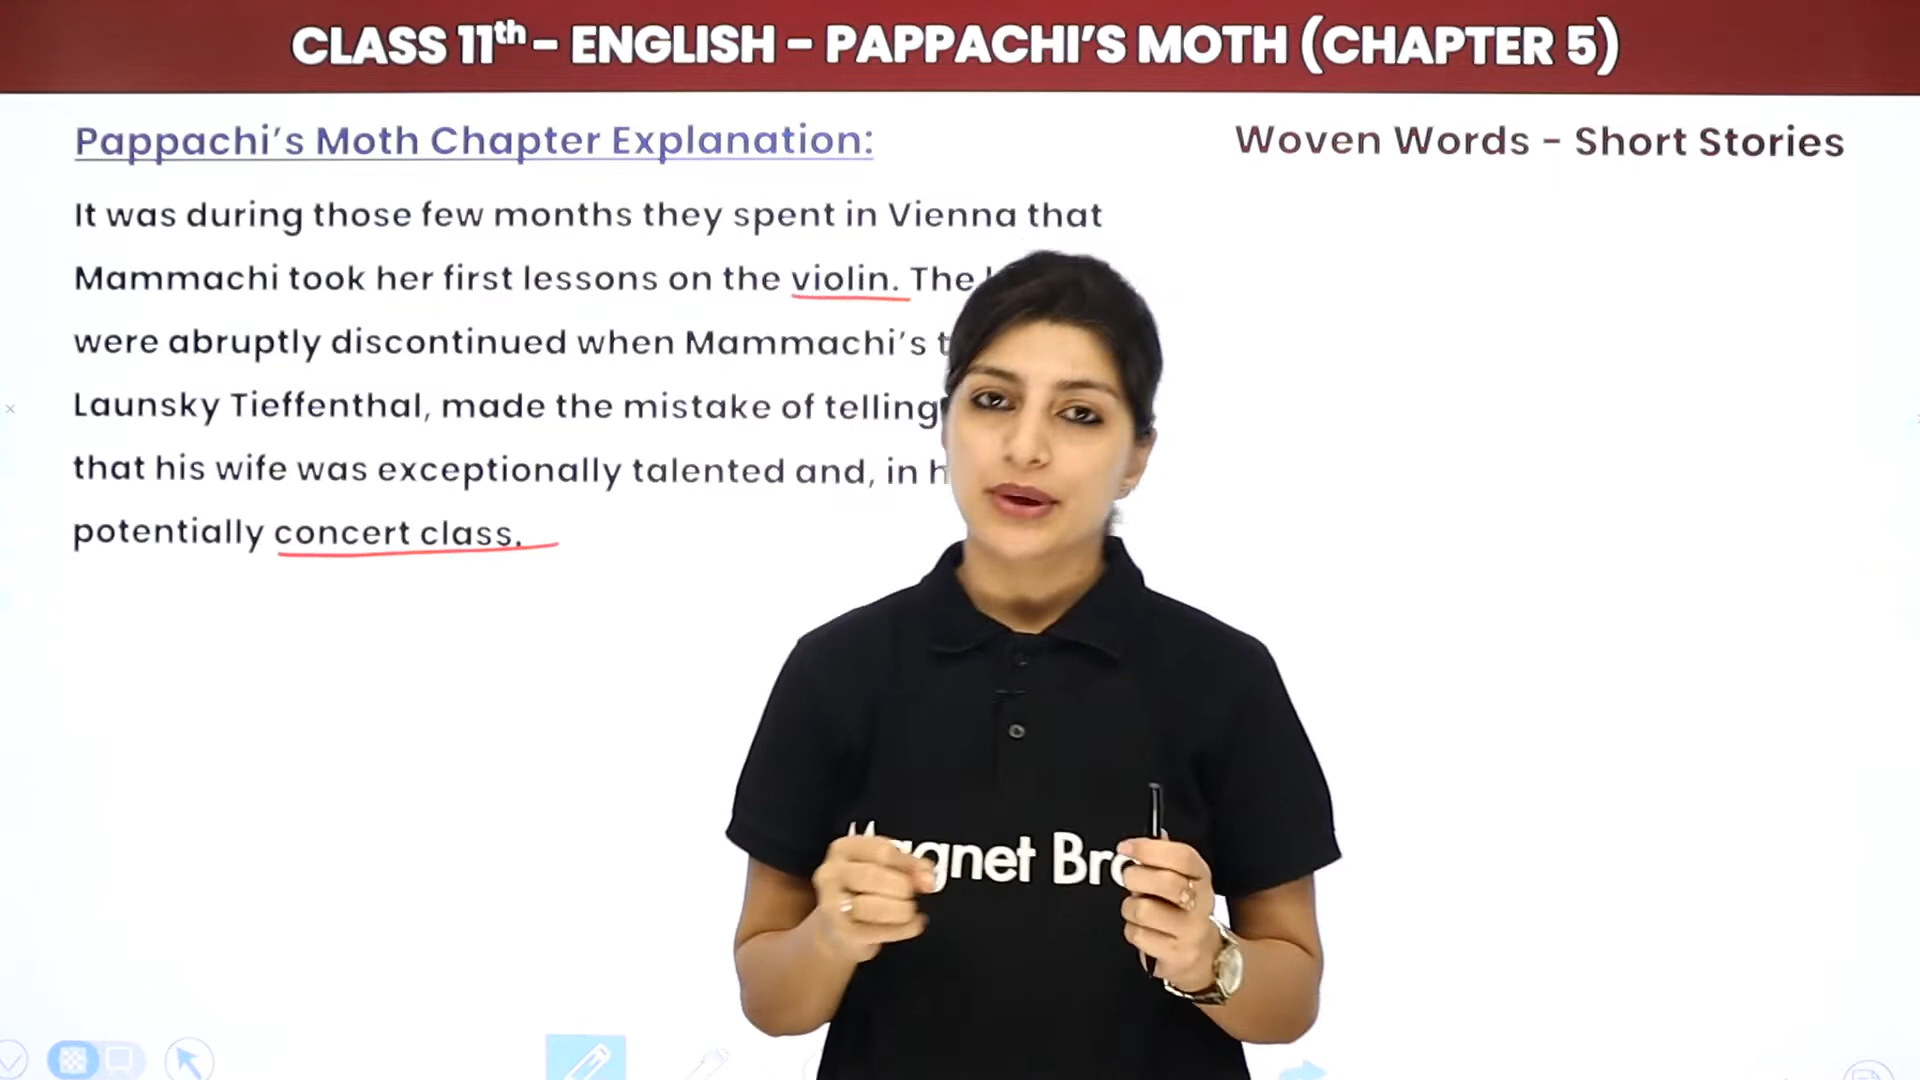 CLASS 11th - ENGLISH - PAPPACHI'S MOTH (CHAPTER 5)
Pappachi's Moth Chapter Explanation:
Woven Words - Short Stories
It was during those few months they spent in Vienna that
Mammachi took her first lessons on the violin. The
were abruptly discontinued when Mammachi's
Launsky Tieffenthal, made the mistake of telling
that his wife was exceptionally talented and, in
potentially concert class.
gnet Bra